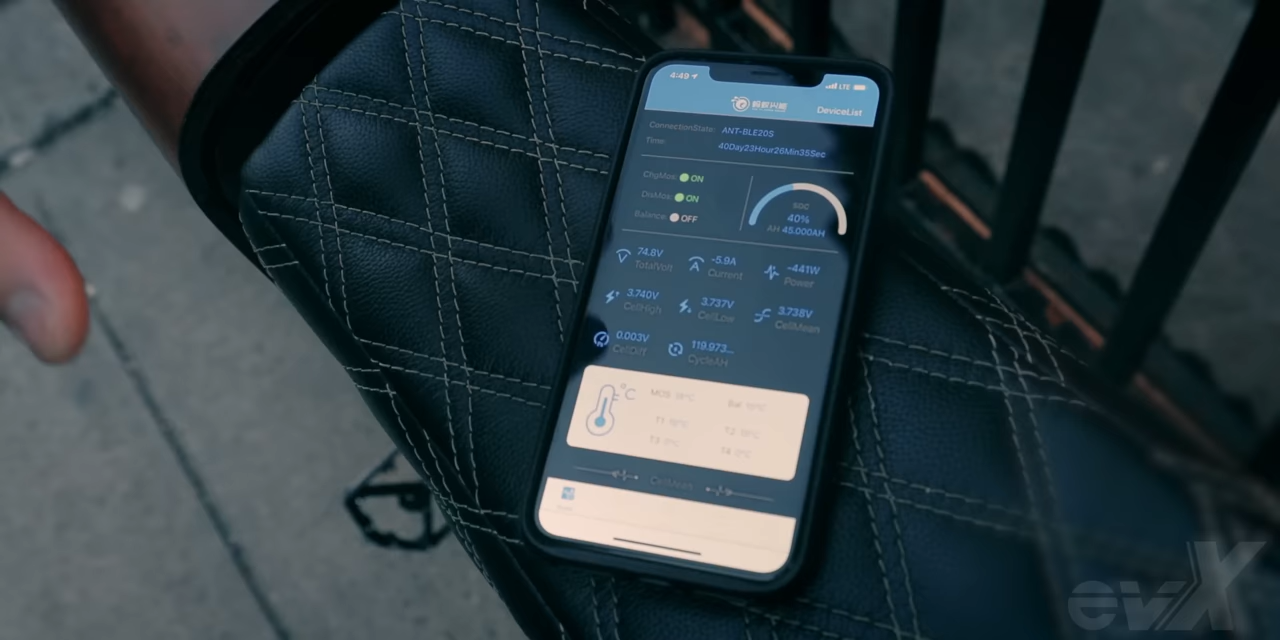 4:49 LTE
蚂蚁兴能 DeviceList
ConnectionState: ANT-BLE20S
Time: 40Day23Hour26Min35Sec
ChgMos: ON
DisMos: ON
Balance: OFF
SOC
40%
AH 45.000AH
74.8V -5.9A -441W
TotalVolt Current Power
3.740V 3.737V 3.738V
CellHigh CellLow CellMean
0.003V 119.973...
CellDiff CycleAH
°C
MOS Bal
T1 T2
T3 0°C T4 0°C
CellMean
evX